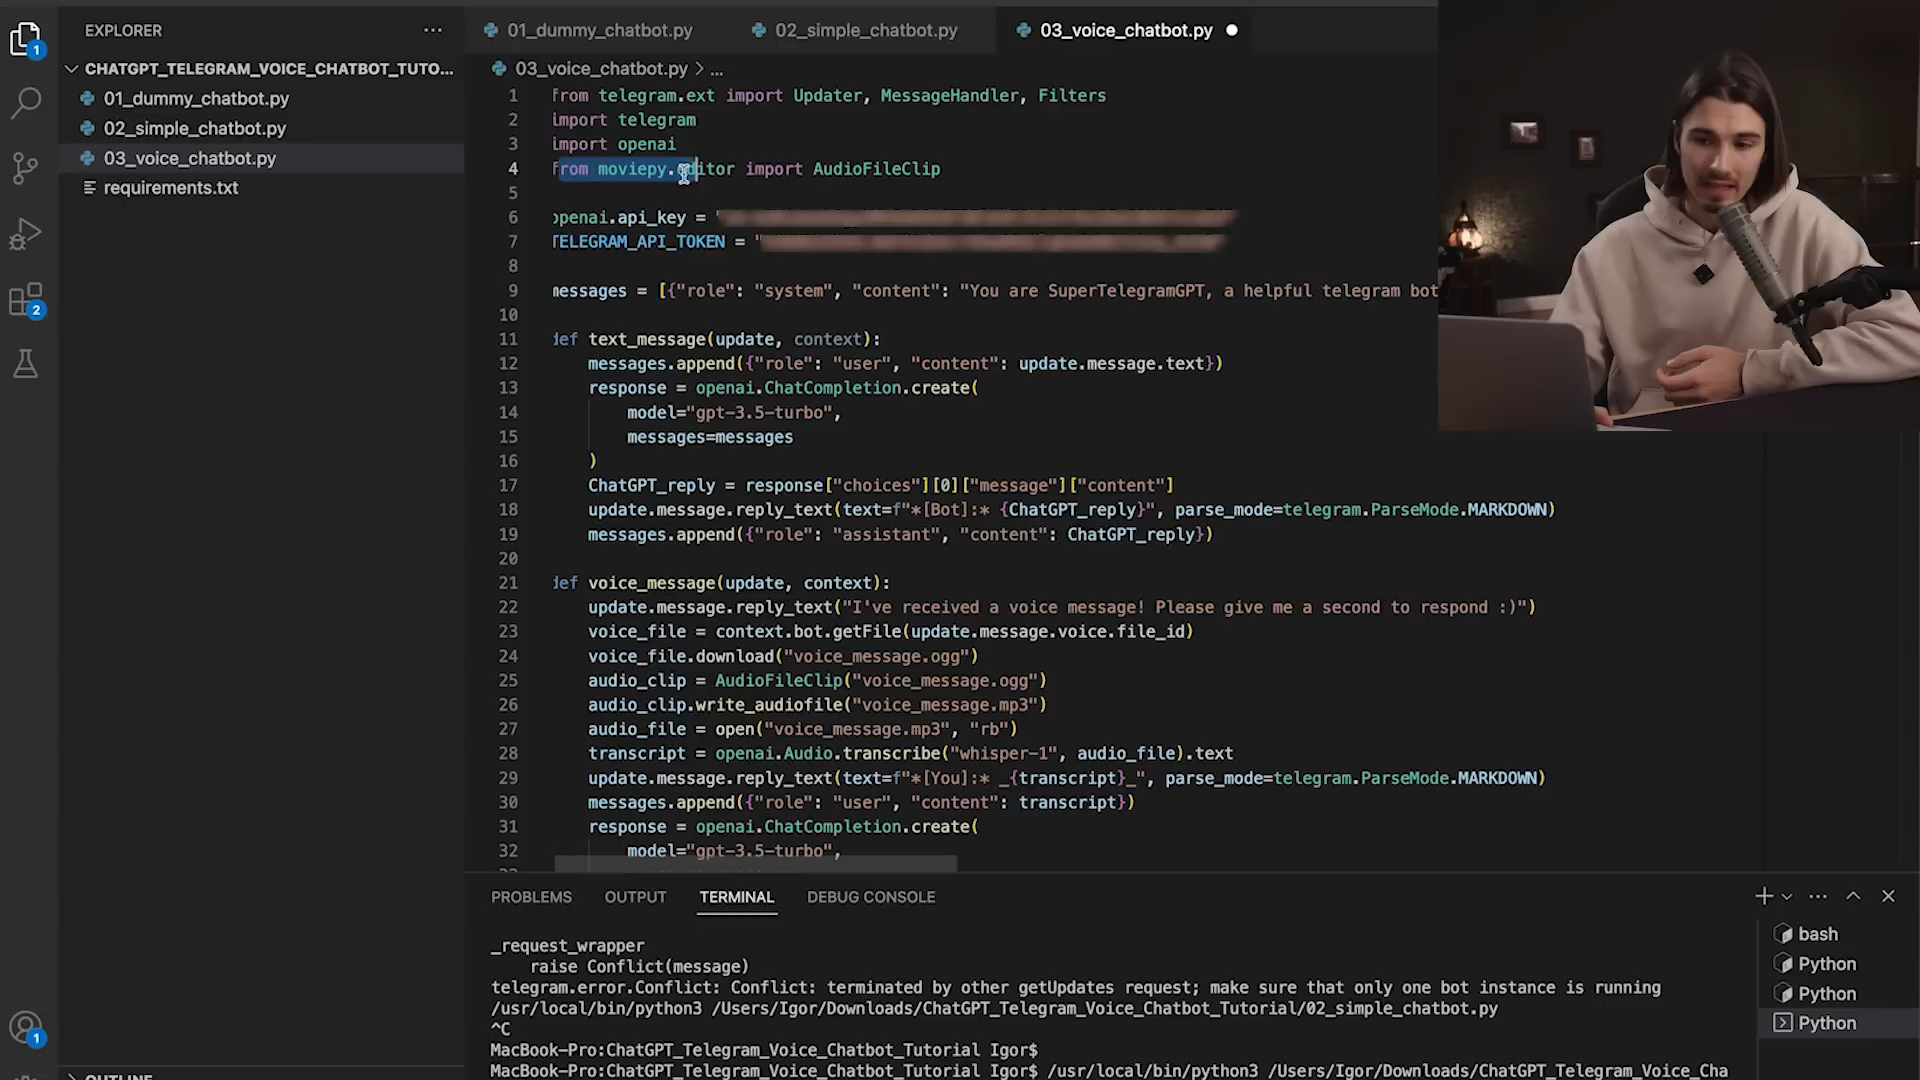 EXPLORER
CHATGPT_TELEGRAM_VOICE_CHATBOT_TUTO...
01_dummy_chatbot.py
02_simple_chatbot.py
03_voice_chatbot.py
requirements.txt
1
2
1
01_dummy_chatbot.py 02_simple_chatbot.py 03_voice_chatbot.py
03_voice_chatbot.py > ...
1 from telegram.ext import Updater, MessageHandler, Filters
2 import telegram
3 import openai
4 from moviepy.editor import AudioFileClip
5
6 openai.api_key = "
7 TELEGRAM_API_TOKEN = "
8
9 messages = [{"role": "system", "content": "You are SuperTelegramGPT, a helpful telegram bot
10
11 def text_message(update, context):
12 messages.append({"role": "user", "content": update.message.text})
13 response = openai.ChatCompletion.create(
14 model="gpt-3.5-turbo",
15 messages=messages
16 )
17 ChatGPT_reply = response["choices"][0]["message"]["content"]
18 update.message.reply_text(text=f"*[Bot]:* {ChatGPT_reply}", parse_mode=telegram.ParseMode.MARKDOWN)
19 messages.append({"role": "assistant", "content": ChatGPT_reply})
20
21 def voice_message(update, context):
22 update.message.reply_text("I've received a voice message! Please give me a second to respond :)")
23 voice_file = context.bot.getFile(update.message.voice.file_id)
24 voice_file.download("voice_message.ogg")
25 audio_clip = AudioFileClip("voice_message.ogg")
26 audio_clip.write_audiofile("voice_message.mp3")
27 audio_file = open("voice_message.mp3", "rb")
28 transcript = openai.Audio.transcribe("whisper-1", audio_file).text
29 update.message.reply_text(text=f"*[You]:* _{transcript}_", parse_mode=telegram.ParseMode.MARKDOWN)
30 messages.append({"role": "user", "content": transcript})
31 response = openai.ChatCompletion.create(
32 model="gpt-3.5-turbo",
PROBLEMS OUTPUT TERMINAL DEBUG CONSOLE
_request_wrapper
raise Conflict(message)
telegram.error.Conflict: Conflict: terminated by other getUpdates request; make sure that only one bot instance is running
/usr/local/bin/python3 /Users/Igor/Downloads/ChatGPT_Telegram_Voice_Chatbot_Tutorial/02_simple_chatbot.py
^C
MacBook-Pro:ChatGPT_Telegram_Voice_Chatbot_Tutorial Igor$
MacBook-Pro:ChatGPT_Telegram_Voice_Chatbot_Tutorial Igor$ /usr/local/bin/python3 /Users/Igor/Downloads/ChatGPT_Telegram_Voice_Cha
bash
Python
Python
Python
OUTLINE